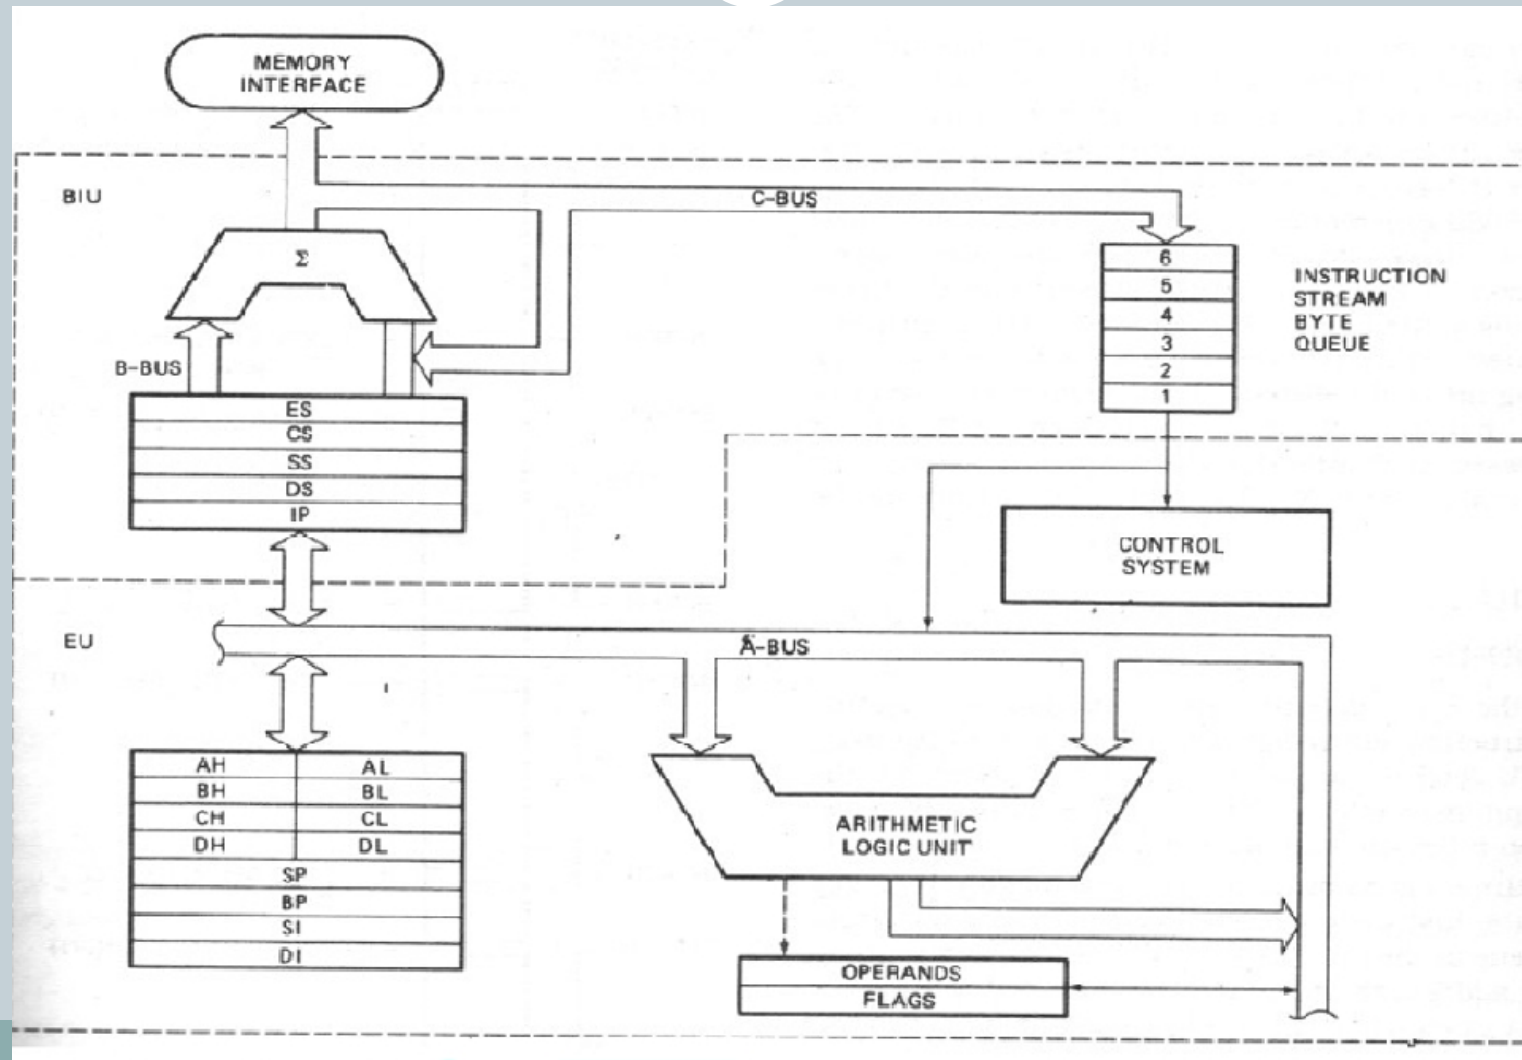 MEMORY
INTERFACE
BIU
C-BUS
Σ
6
5
4
3
2
1
INSTRUCTION
STREAM
BYTE
QUEUE
B-BUS
ES
CS
SS
DS
IP
CONTROL
SYSTEM
EU
A-BUS
AH AL
BH BL
CH CL
DH DL
SP
BP
SI
DI
ARITHMETIC
LOGIC UNIT
OPERANDS
FLAGS